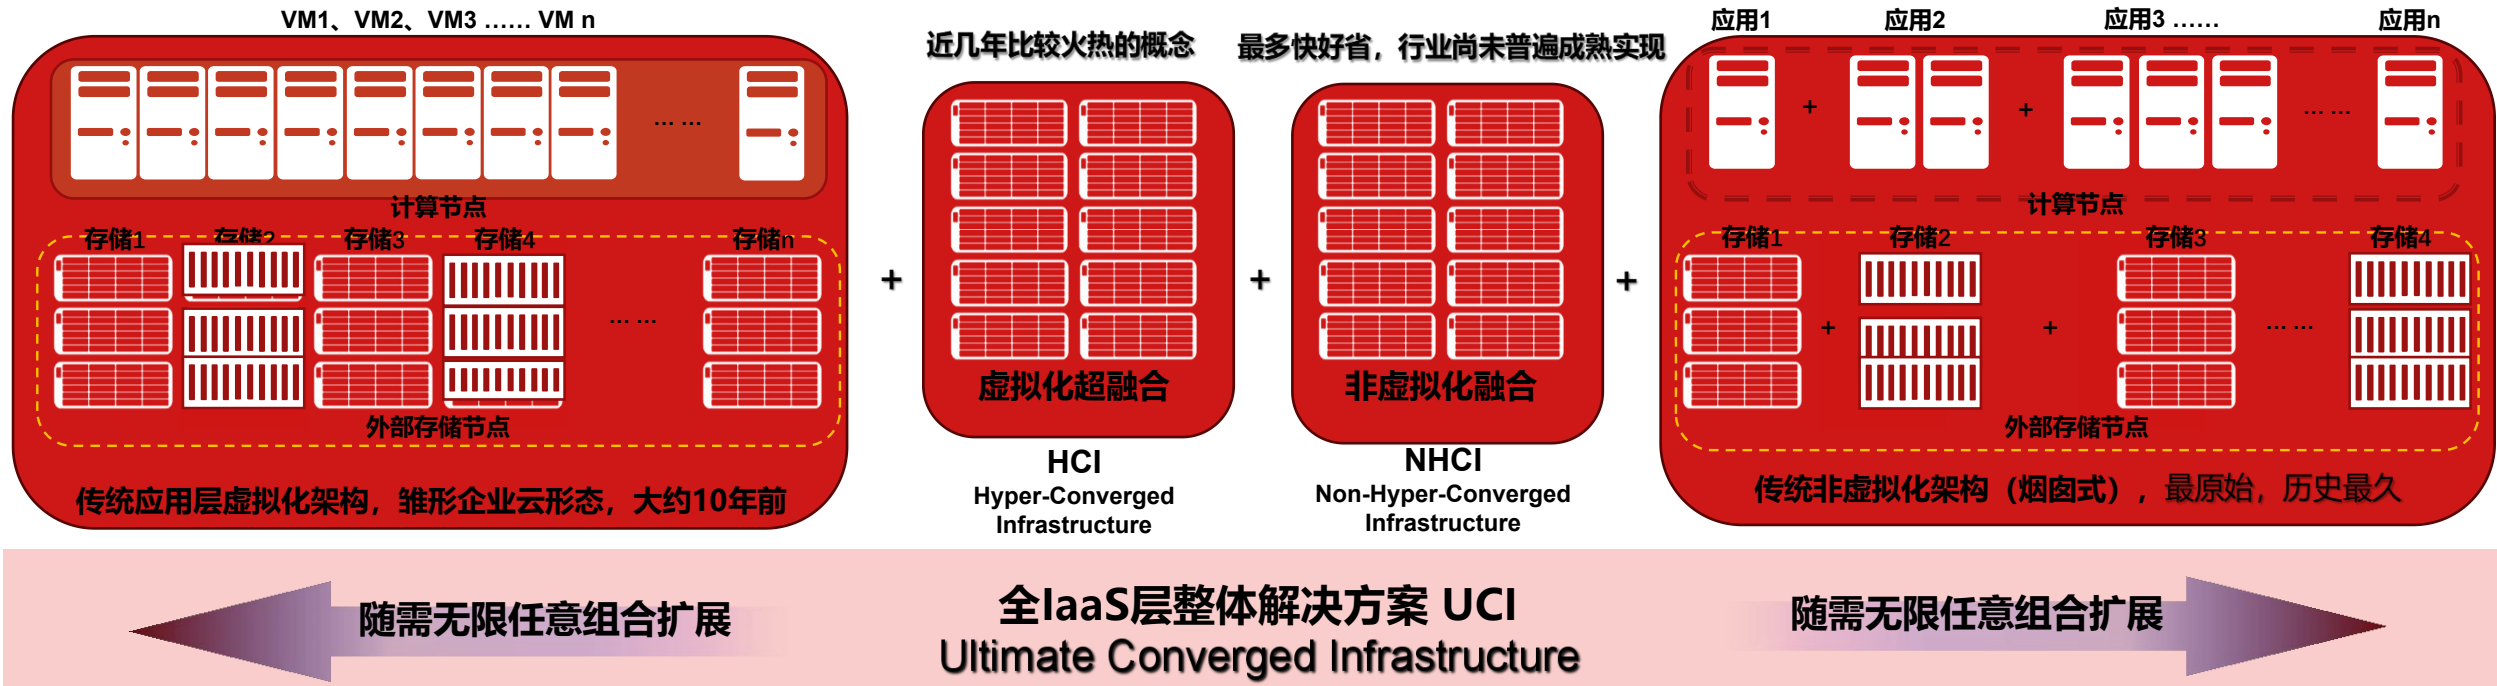 VM1、VM2、VM3 …… VM n
… …
计算节点
存储1
存储2
存储3
存储4
存储n
… …
外部存储节点
传统应用层虚拟化架构，雏形企业云形态，大约10年前
+
近几年比较火热的概念
虚拟化超融合
HCI
Hyper-Converged
Infrastructure
+
最多快好省，行业尚未普遍成熟实现
非虚拟化融合
NHCI
Non-Hyper-Converged
Infrastructure
+
应用1
应用2
应用3 ……
应用n
+
+
… …
计算节点
存储1
存储2
存储3
存储4
+
+
… …
外部存储节点
传统非虚拟化架构（烟囱式），最原始，历史最久
随需无限任意组合扩展
全IaaS层整体解决方案 UCI
Ultimate Converged Infrastructure
随需无限任意组合扩展